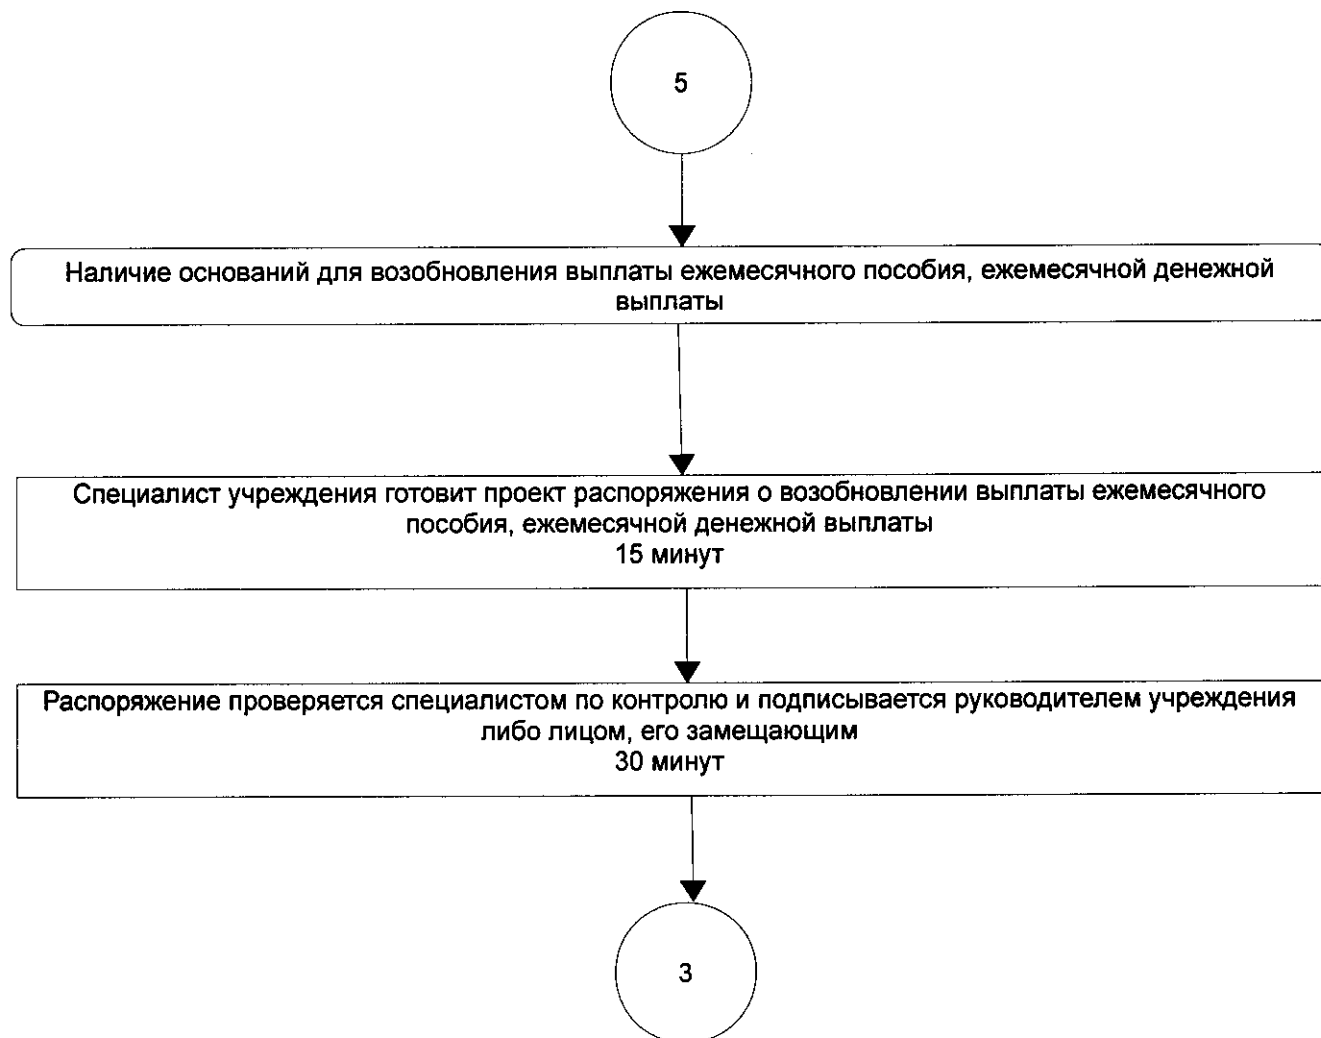 5
Наличие оснований для возобновления выплаты ежемесячного пособия, ежемесячной денежной
выплаты
Специалист учреждения готовит проект распоряжения о возобновлении выплаты ежемесячного
пособия, ежемесячной денежной выплаты
15 минут
Распоряжение проверяется специалистом по контролю и подписывается руководителем учреждения
либо лицом, его замещающим
30 минут
3